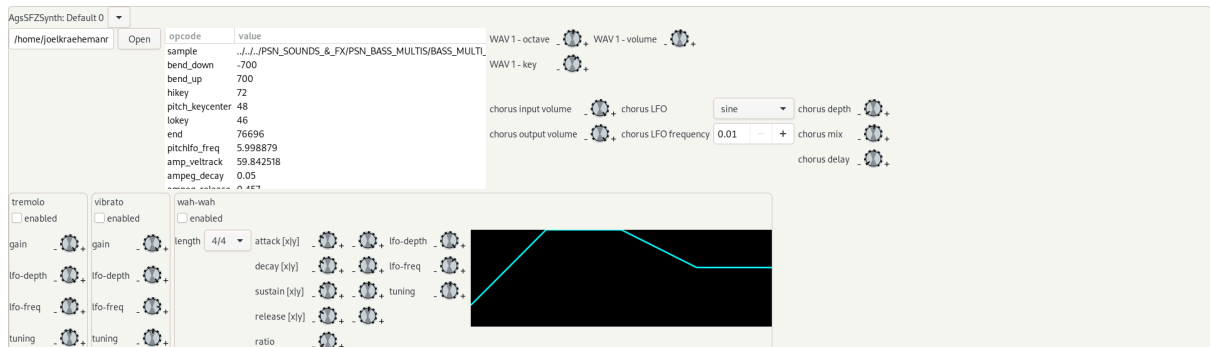 AgsSFZSynth: Default 0
/home/joelkraehemanr Open
opcode value
sample ../../../PSN_SOUNDS_&_FX/PSN_BASS_MULTIS/BASS_MULTI_
bend_down -700
bend_up 700
hikey 72
pitch_keycenter 48
lokey 46
end 76696
pitchlfo_freq 5.998879
amp_veltrack 59.842518
ampeg_decay 0.05
ampeg_release 0.457
WAV 1 - octave - + WAV 1 - volume - +
WAV 1 - key - +
chorus input volume - + chorus LFO sine chorus depth - +
chorus output volume - + chorus LFO frequency 0.01 - + chorus mix - +
chorus delay - +
tremolo
enabled
gain - +
lfo-depth - +
lfo-freq - +
tuning - +
vibrato
enabled
gain - +
lfo-depth - +
lfo-freq - +
tuning - +
wah-wah
enabled
length 4/4 attack [x|y] - + - + lfo-depth - +
decay [x|y] - + - + lfo-freq - +
sustain [x|y] - + - + tuning - +
release [x|y] - + - +
ratio - +